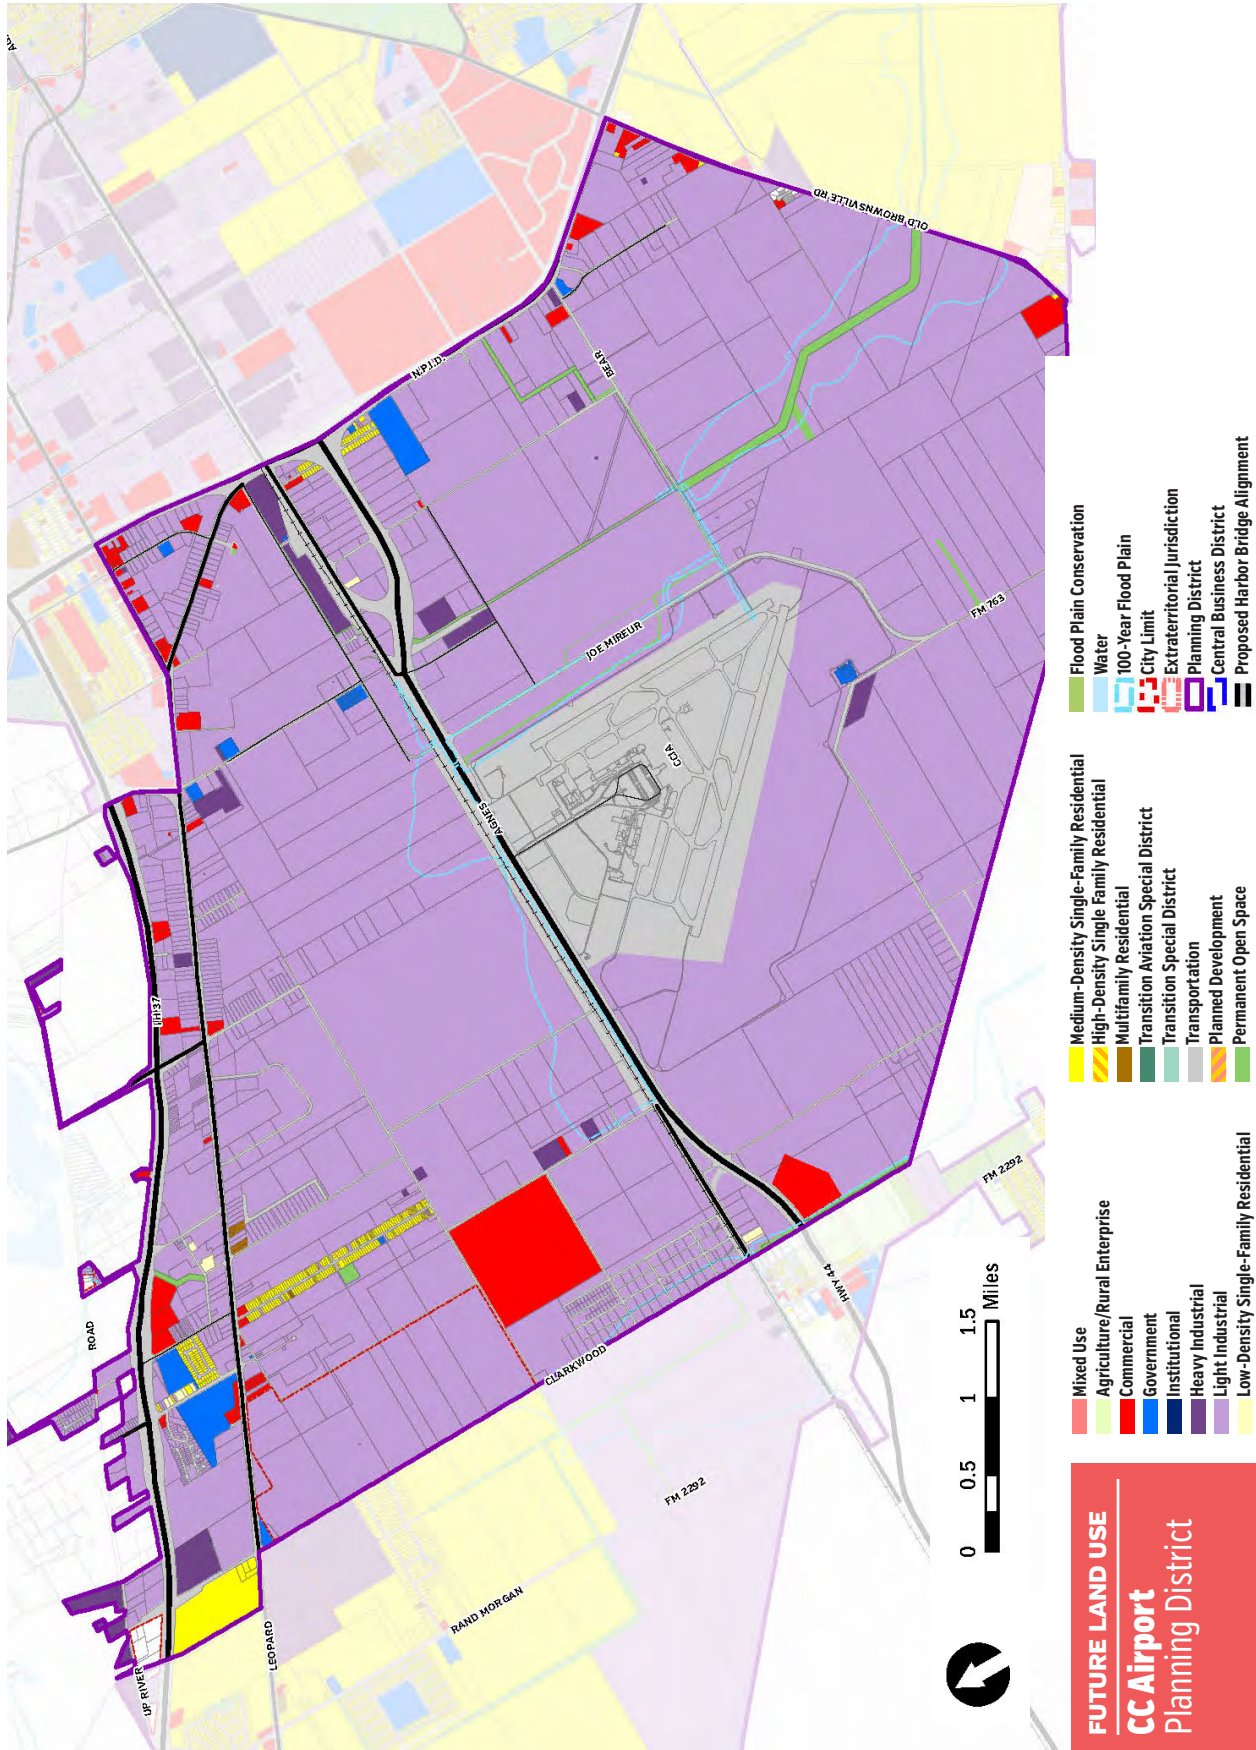 FUTURE LAND USE
CC Airport
Planning District
Mixed Use
Agriculture/Rural Enterprise
Commercial
Government
Institutional
Heavy Industrial
Light Industrial
Low-Density Single-Family Residential
Medium-Density Single-Family Residential
High-Density Single Family Residential
Multifamily Residential
Transition Aviation Special District
Transition Special District
Transportation
Planned Development
Permanent Open Space
Flood Plain Conservation
Water
100-Year Flood Plain
City Limit
Extraterritorial Jurisdiction
Planning District
Central Business District
Proposed Harbor Bridge Alignment
0 0.5 1 1.5
Miles
UP RIVER
ROAD
LEOPARD
RAND MORGAN
FM 2292
CLARKWOOD
HWY 44
FM 2292
IH 37
AGNES
CCIA
JOE MIREUR
FM 763
BEAR
N.P.I.D.
OLD BROWNSVILLE RD